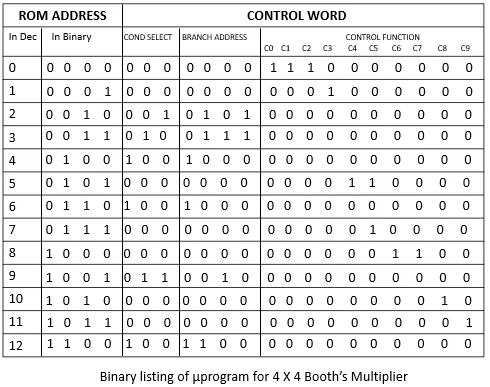 ROM ADDRESS CONTROL WORD
In Dec In Binary COND SELECT BRANCH ADDRESS CONTROL FUNCTION
C0 C1 C2 C3 C4 C5 C6 C7 C8 C9
0 0 0 0 0 0 0 0 0 0 0 0 1 1 1 0 0 0 0 0 0 0
1 0 0 0 1 0 0 0 0 0 0 0 0 0 0 1 0 0 0 0 0 0
2 0 0 1 0 0 0 1 0 1 0 1 0 0 0 0 0 0 0 0 0 0
3 0 0 1 1 0 1 0 0 1 1 1 0 0 0 0 0 0 0 0 0 0
4 0 1 0 0 1 0 0 1 0 0 0 0 0 0 0 0 0 0 0 0 0
5 0 1 0 1 0 0 0 0 0 0 0 0 0 0 0 1 1 0 0 0 0
6 0 1 1 0 1 0 0 1 0 0 0 0 0 0 0 0 0 0 0 0 0
7 0 1 1 1 0 0 0 0 0 0 0 0 0 0 0 0 1 0 0 0 0
8 1 0 0 0 0 0 0 0 0 0 0 0 0 0 0 0 0 1 1 0 0
9 1 0 0 1 0 1 1 0 0 1 0 0 0 0 0 0 0 0 0 0 0
10 1 0 1 0 0 0 0 0 0 0 0 0 0 0 0 0 0 0 0 1 0
11 1 0 1 1 0 0 0 0 0 0 0 0 0 0 0 0 0 0 0 0 1
12 1 1 0 0 1 0 0 1 1 0 0 0 0 0 0 0 0 0 0 0 0
Binary listing of μprogram for 4 X 4 Booth's Multiplier